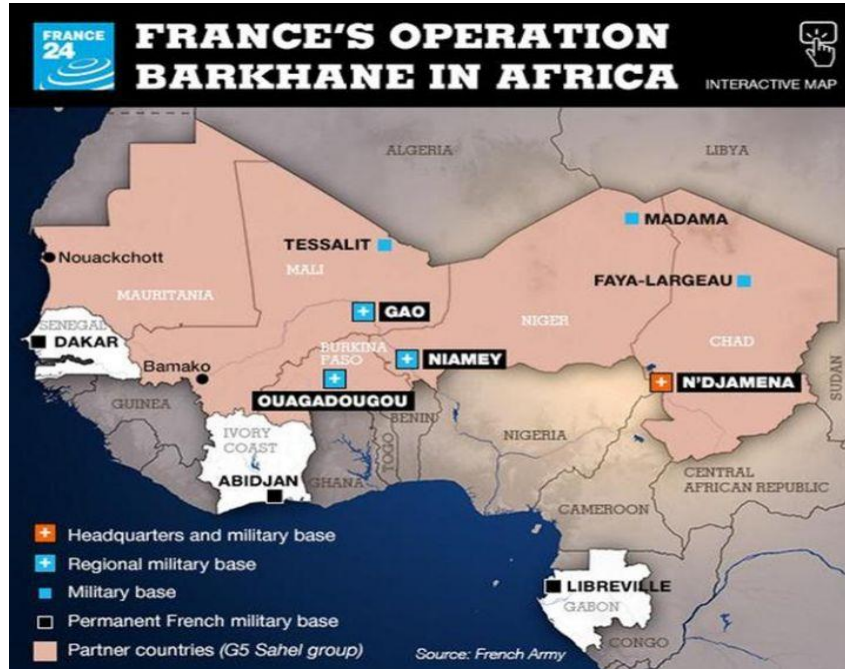 FRANCE 24
FRANCE'S OPERATION
BARKHANE IN AFRICA
INTERACTIVE MAP
ALGERIA
LIBYA
MADAMA
TESSALIT
Nouackchott
MALI
FAYA-LARGEAU
MAURITANIA
GAO
NIGER
SENEGAL
DAKAR
CHAD
BURKINA
PASO
NIAMEY
Bamako
SUDAN
N'DJAMENA
OUAGADOUGOU
GUINEA
BENIN
IVORY
COAST
NIGERIA
TOGO
CENTRAL
AFRICAN REPUBLIC
ABIDJAN
GHANA
CAMEROON
Headquarters and military base
Regional military base
Military base
LIBREVILLE
GABON
Permanent French military base
CONGO
Partner countries (G5 Sahel group)
Source: French Army